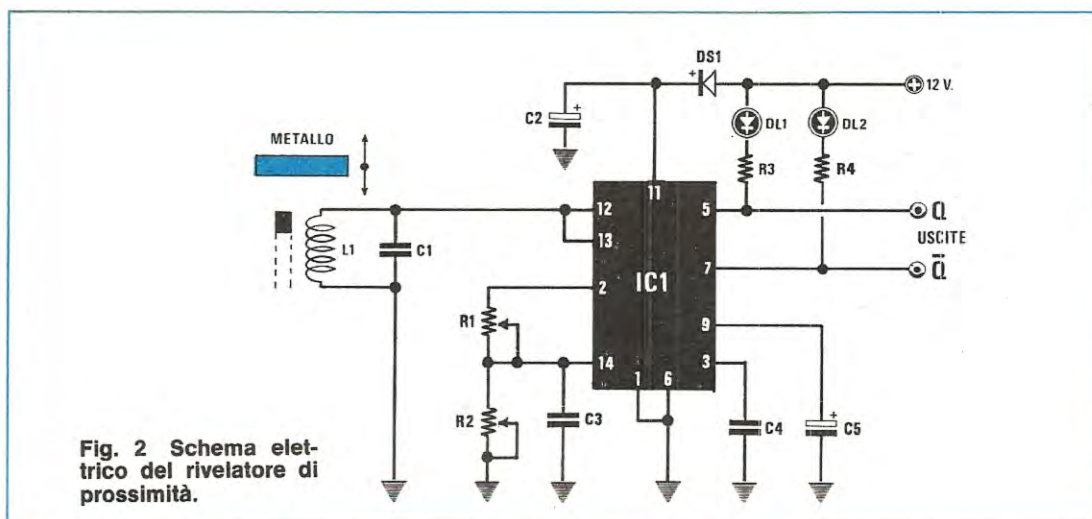 DS1
12 V.
C2
+
DL1
DL2
METALLO
R3
R4
11
12
5
Q
13
USCITE
L1
C1
IC1
7
Q̅
2
R1
9
14
3
1
6
R2
C3
C4
+
C5
Fig. 2 Schema elet-
trico del rivelatore di
prossimità.